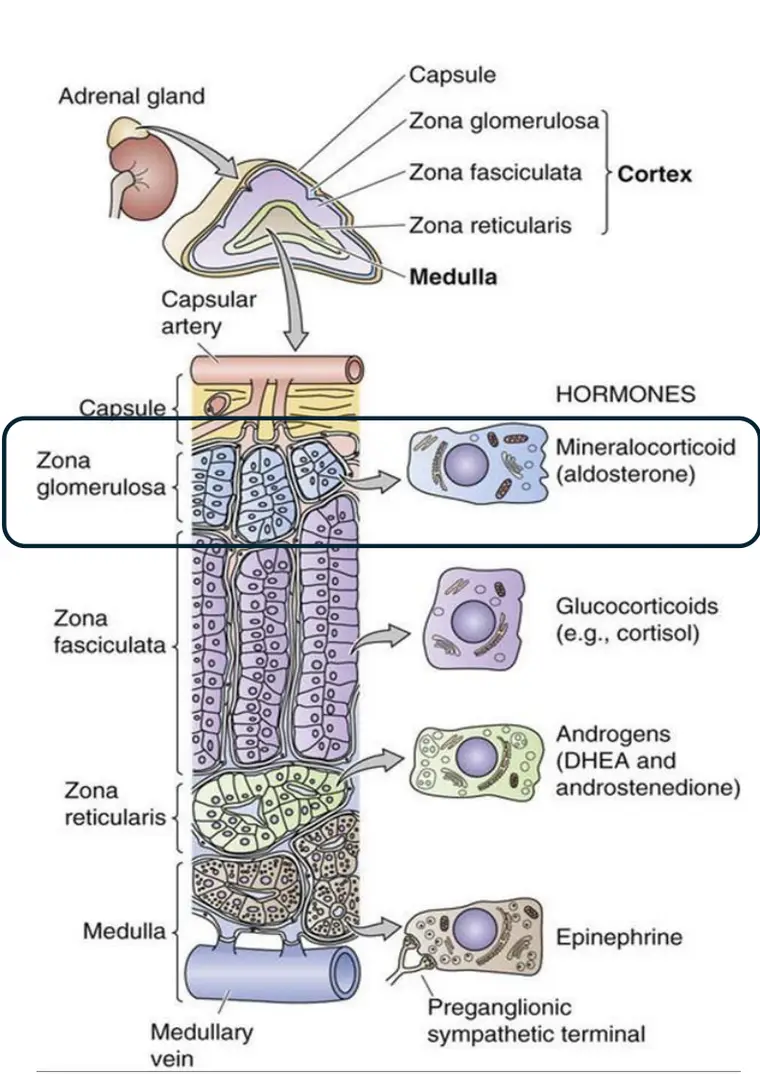 Adrenal gland
Capsule
Zona glomerulosa
Zona fasciculata
Cortex
Zona reticularis
Medulla
Capsular
artery
HORMONES
Capsule
Zona
glomerulosa
Mineralocorticoid
(aldosterone)
Zona
fasciculata
Glucocorticoids
(e.g., cortisol)
Zona
reticularis
Androgens
(DHEA and
androstenedione)
Medulla
Epinephrine
Preganglionic
sympathetic terminal
Medullary
vein